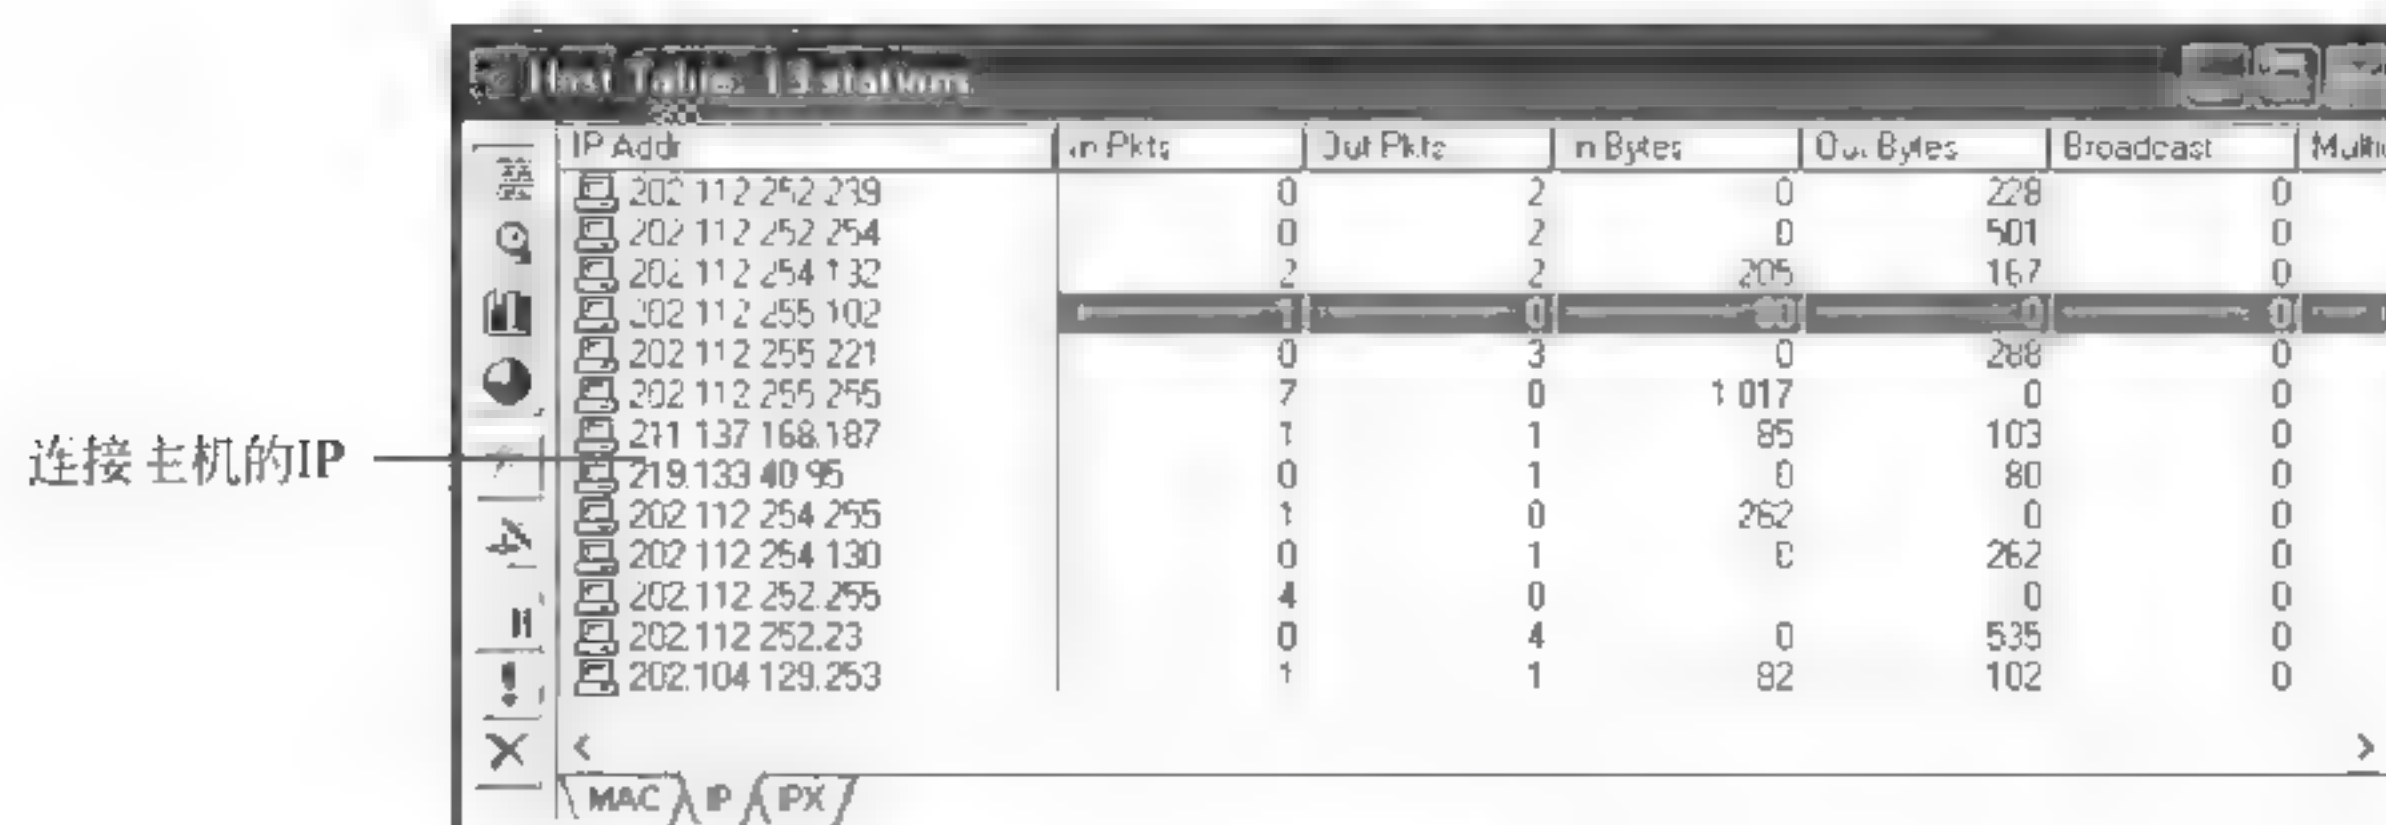 Host Table: 13 stations
IP Addr In Pkts Out Pkts In Bytes Out Bytes Broadcast
202 112 252 239 0 2 0 228 0
202 112 252 254 0 2 0 501 0
202 112 254 132 2 2 205 167 0
202 112 255 102 1 0 0 0
202 112 255 221 0 3 0 288 0
202 112 255 255 7 0 1 017 0 0
211 137 168.187 1 1 85 103 0
连接主机的IP
219.133 40 95 0 1 0 80 0
202 112 254 255 1 0 262 0 0
202 112 254 130 0 1 0 262 0
202.112 252.255 4 0 0 0
202.112 252.23 0 4 0 535 0
202.104 129.253 1 1 82 102 0
MAC IP IPX